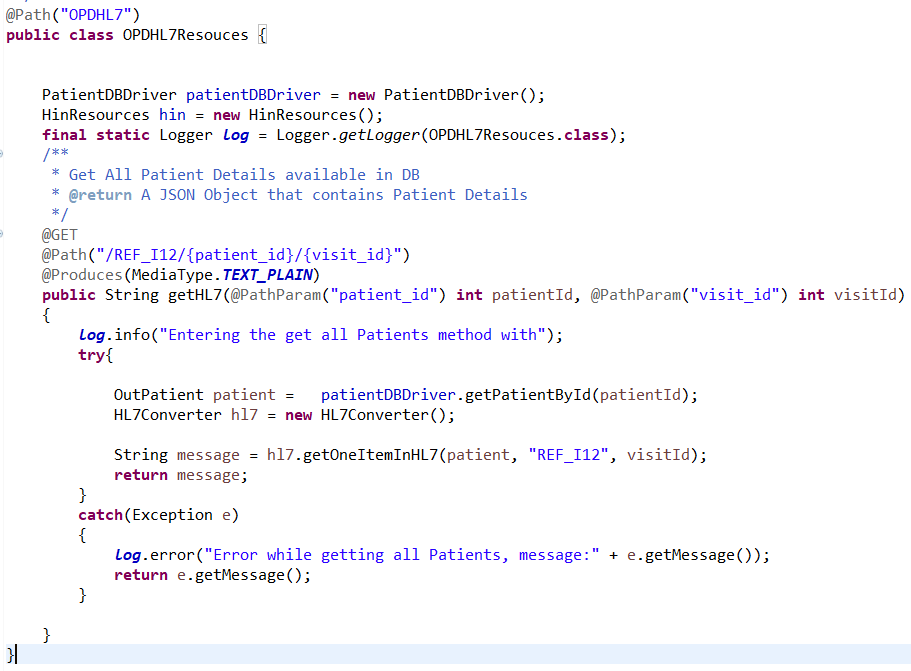 @Path("OPDHL7")
public class OPDHL7Resouces {
PatientDBDriver patientDBDriver = new PatientDBDriver();
HinResources hin = new HinResources();
final static Logger log = Logger.getLogger(OPDHL7Resouces.class);
/**
* Get All Patient Details available in DB
* @return A JSON Object that contains Patient Details
*/
@GET
@Path("/REF_I12/{patient_id}/{visit_id}")
@Produces(MediaType.TEXT_PLAIN)
public String getHL7(@PathParam("patient_id") int patientId, @PathParam("visit_id") int visitId)
{
log.info("Entering the get all Patients method with");
try{
OutPatient patient =   patientDBDriver.getPatientById(patientId);
HL7Converter hl7 = new HL7Converter();
String message = hl7.getOneItemInHL7(patient, "REF_I12", visitId);
return message;
}
catch(Exception e)
{
log.error("Error while getting all Patients, message:" + e.getMessage());
return e.getMessage();
}
}
}